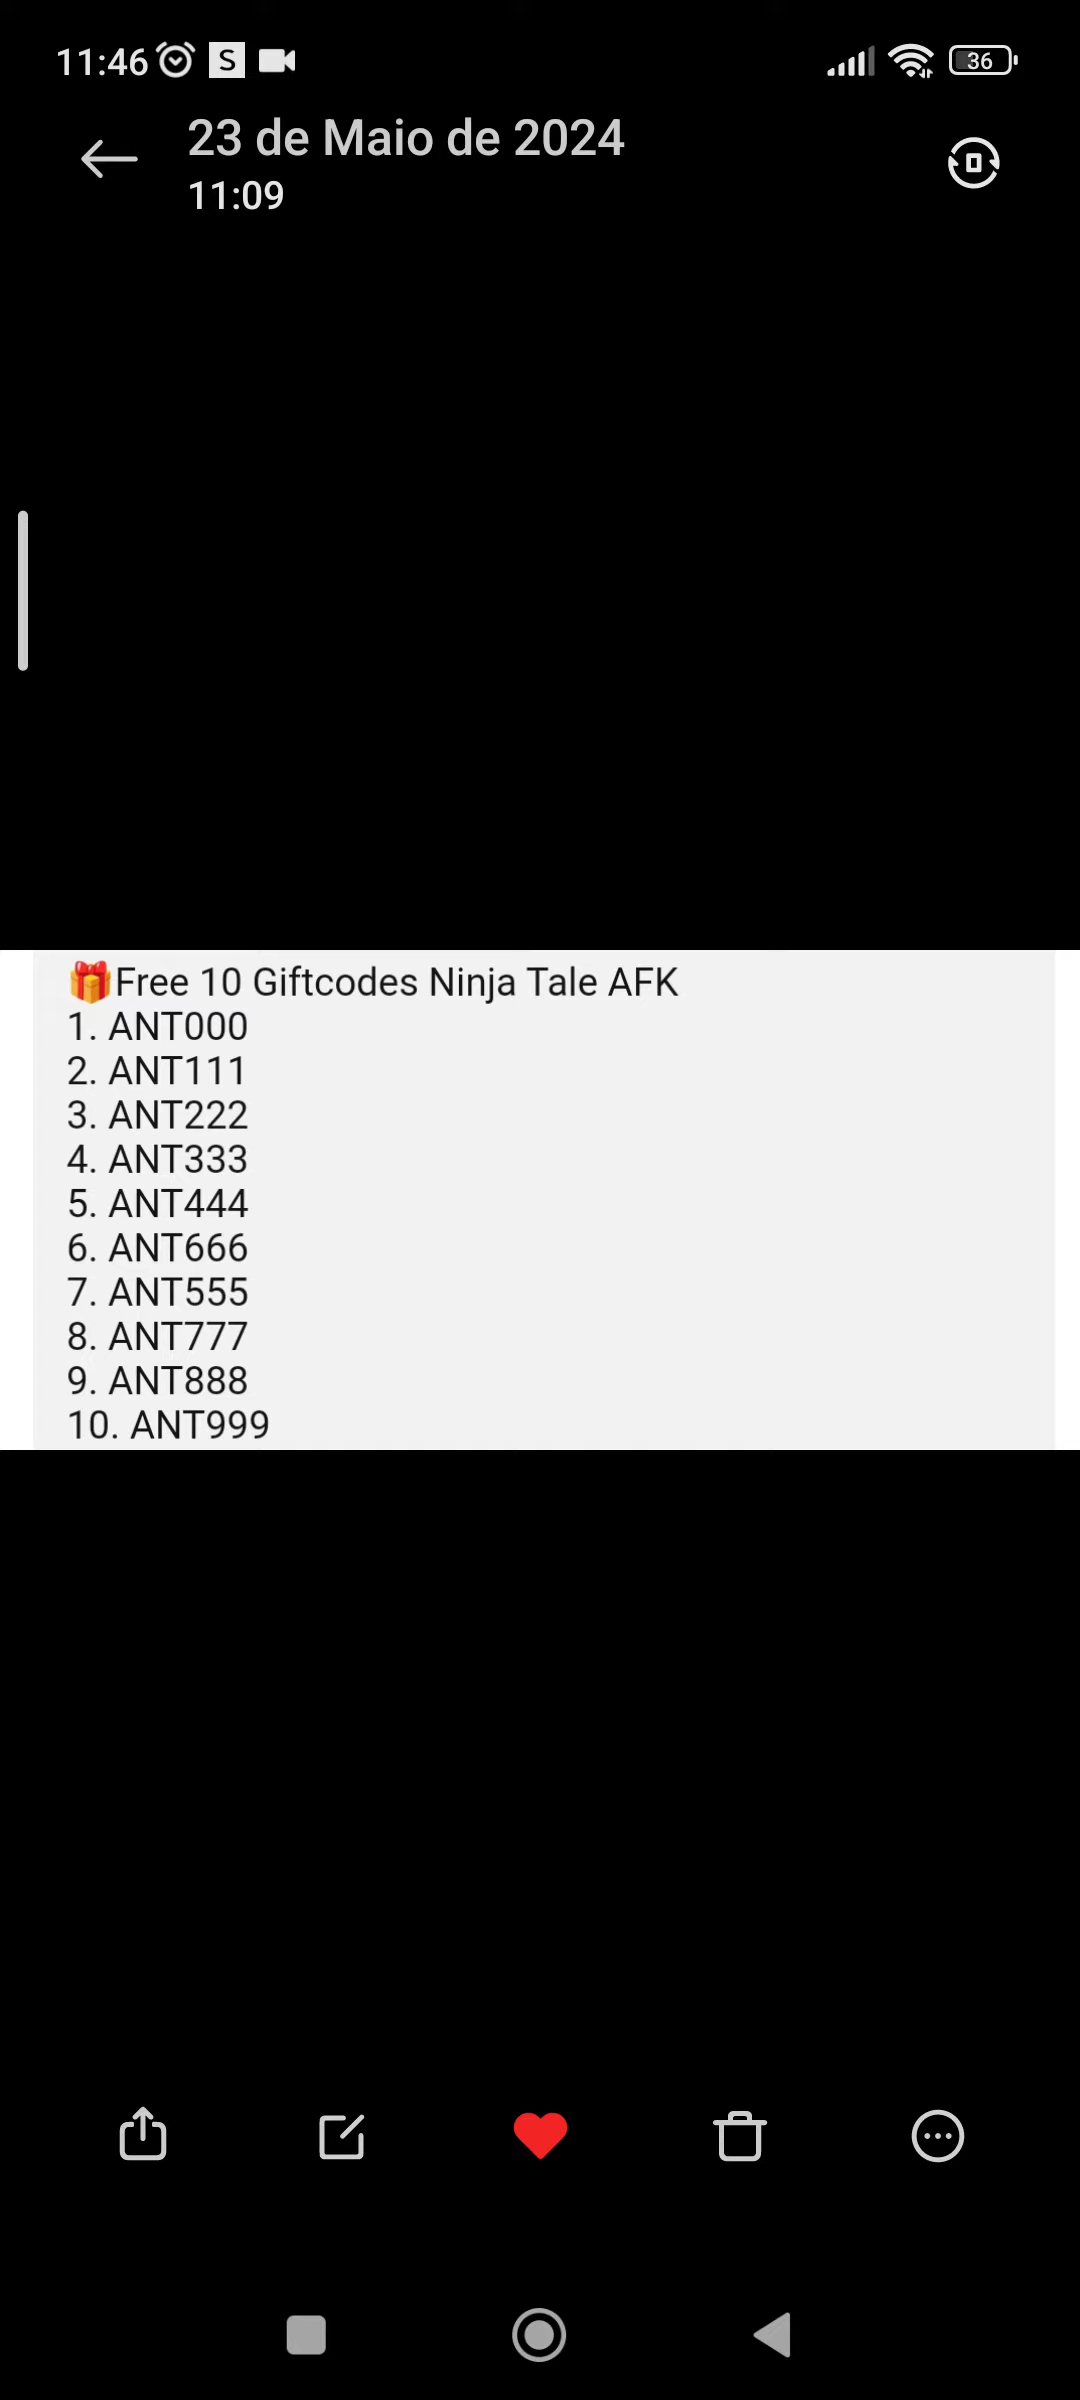 11:46 S 36
23 de Maio de 2024
11:09
🎁Free 10 Giftcodes Ninja Tale AFK
1. ANT000
2. ANT111
3. ANT222
4. ANT333
5. ANT444
6. ANT666
7. ANT555
8. ANT777
9. ANT888
10. ANT999